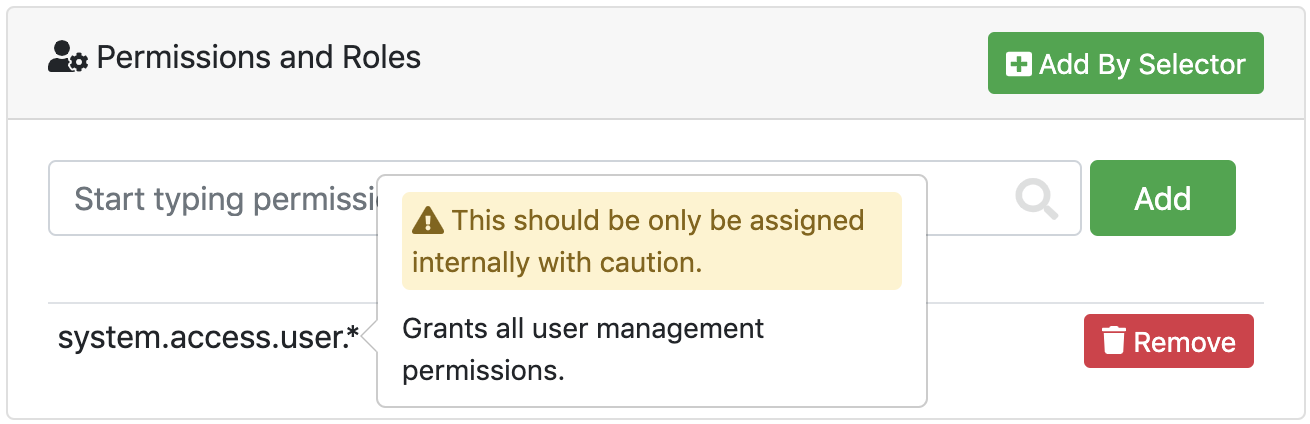 Permissions and Roles
Add By Selector
Start typing permissi
Add
This should be only be assigned
internally with caution.
system.access.user.*
Grants all user management
permissions.
Remove